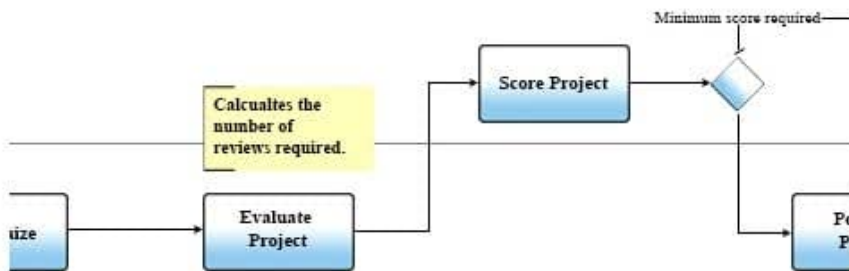 Minimum score required
Score Project
Calcualtes the
number of
reviews required.
Evaluate
Project